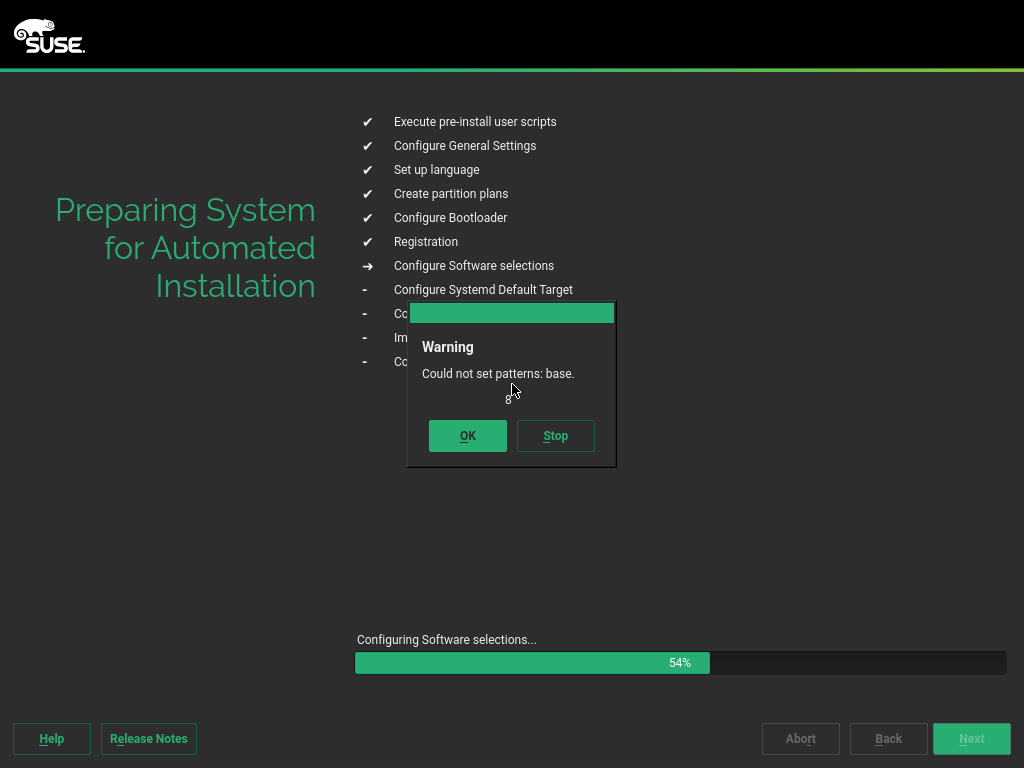 SUSE
Preparing System
for Automated
Installation
✔ Execute pre-install user scripts
✔ Configure General Settings
✔ Set up language
✔ Create partition plans
✔ Configure Bootloader
✔ Registration
➜ Configure Software selections
- Configure Systemd Default Target
- Co
- Im
- Co
Warning
Could not set patterns: base.
8
OK Stop
Configuring Software selections...
54%
Help Release Notes Abort Back Next